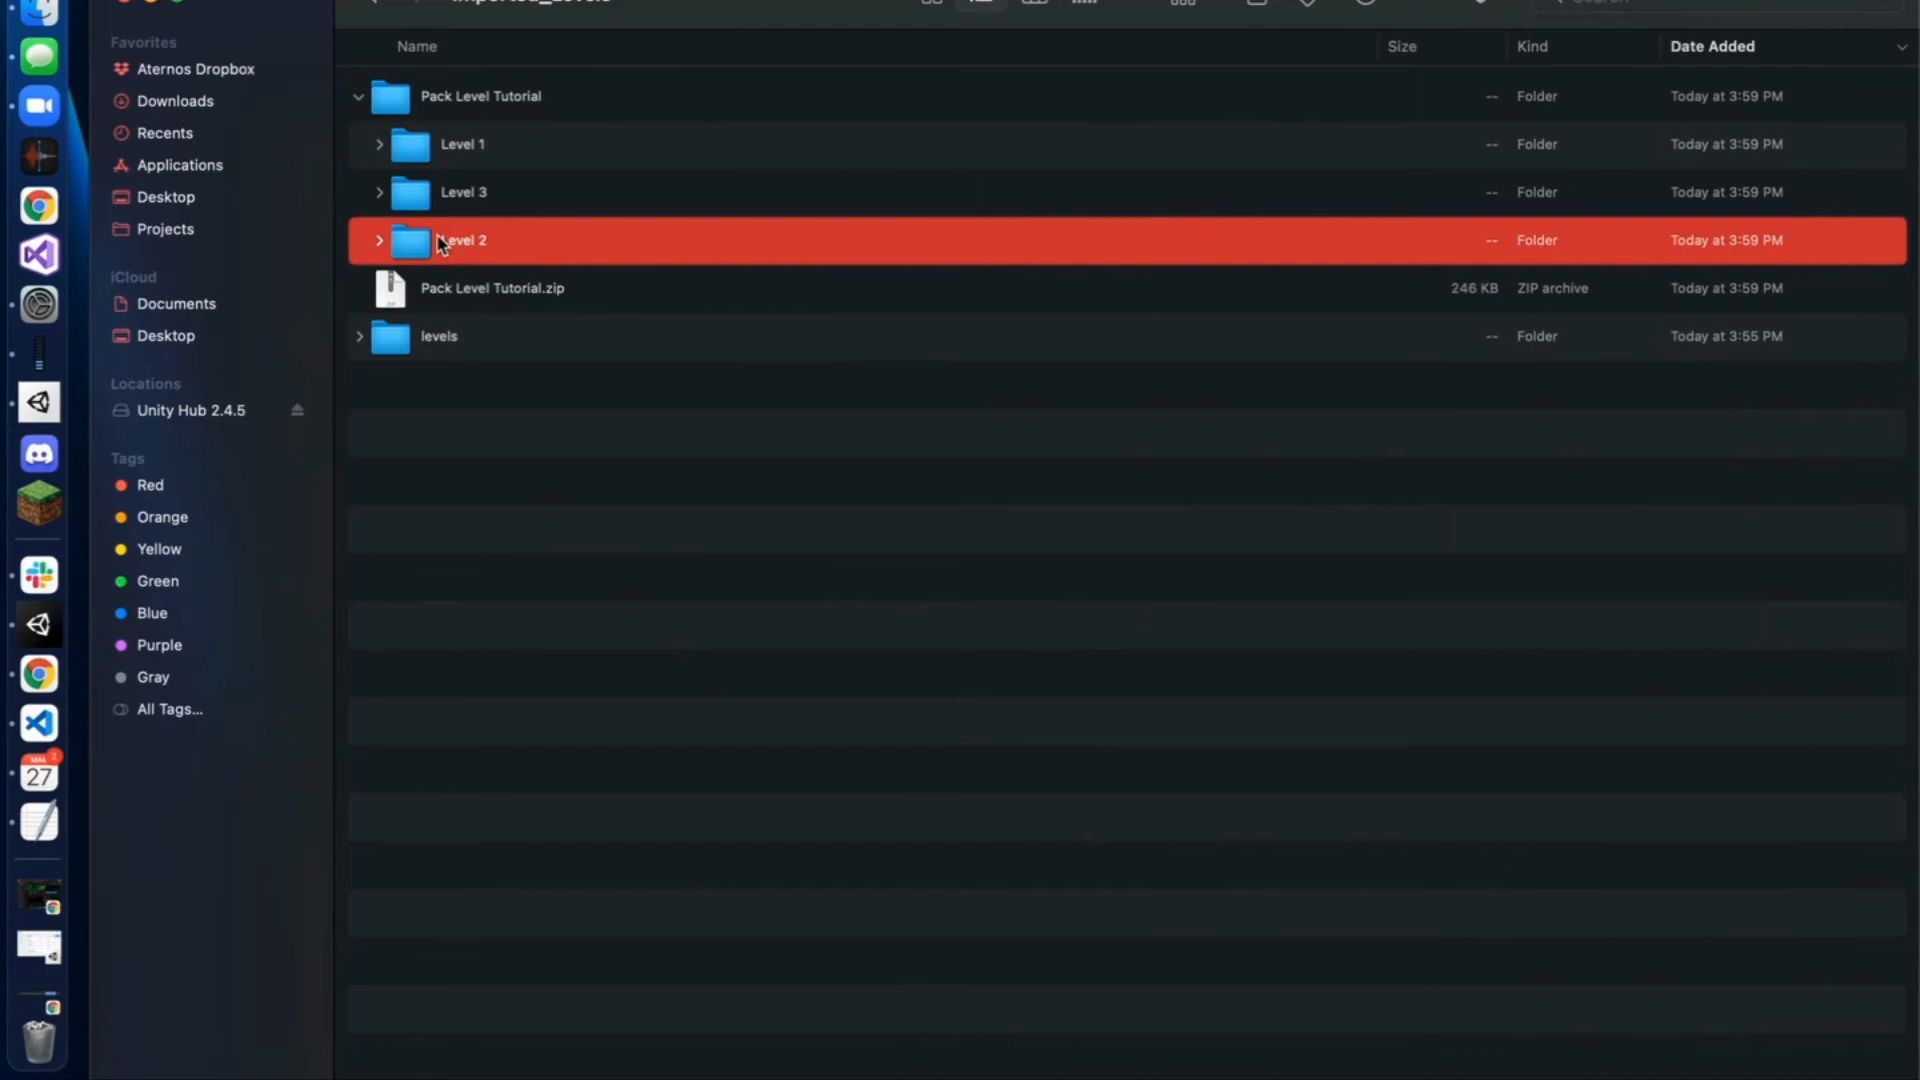 Imported_Levels
Search
Name Size Kind Date Added
Pack Level Tutorial -- Folder Today at 3:59 PM
Level 1 -- Folder Today at 3:59 PM
Level 3 -- Folder Today at 3:59 PM
Level 2 -- Folder Today at 3:59 PM
Pack Level Tutorial.zip 246 KB ZIP archive Today at 3:59 PM
levels -- Folder Today at 3:55 PM
Favorites
Aternos Dropbox
Downloads
Recents
Applications
Desktop
Projects
iCloud
Documents
Desktop
Locations
Unity Hub 2.4.5
Tags
Red
Orange
Yellow
Green
Blue
Purple
Gray
All Tags...
2
27